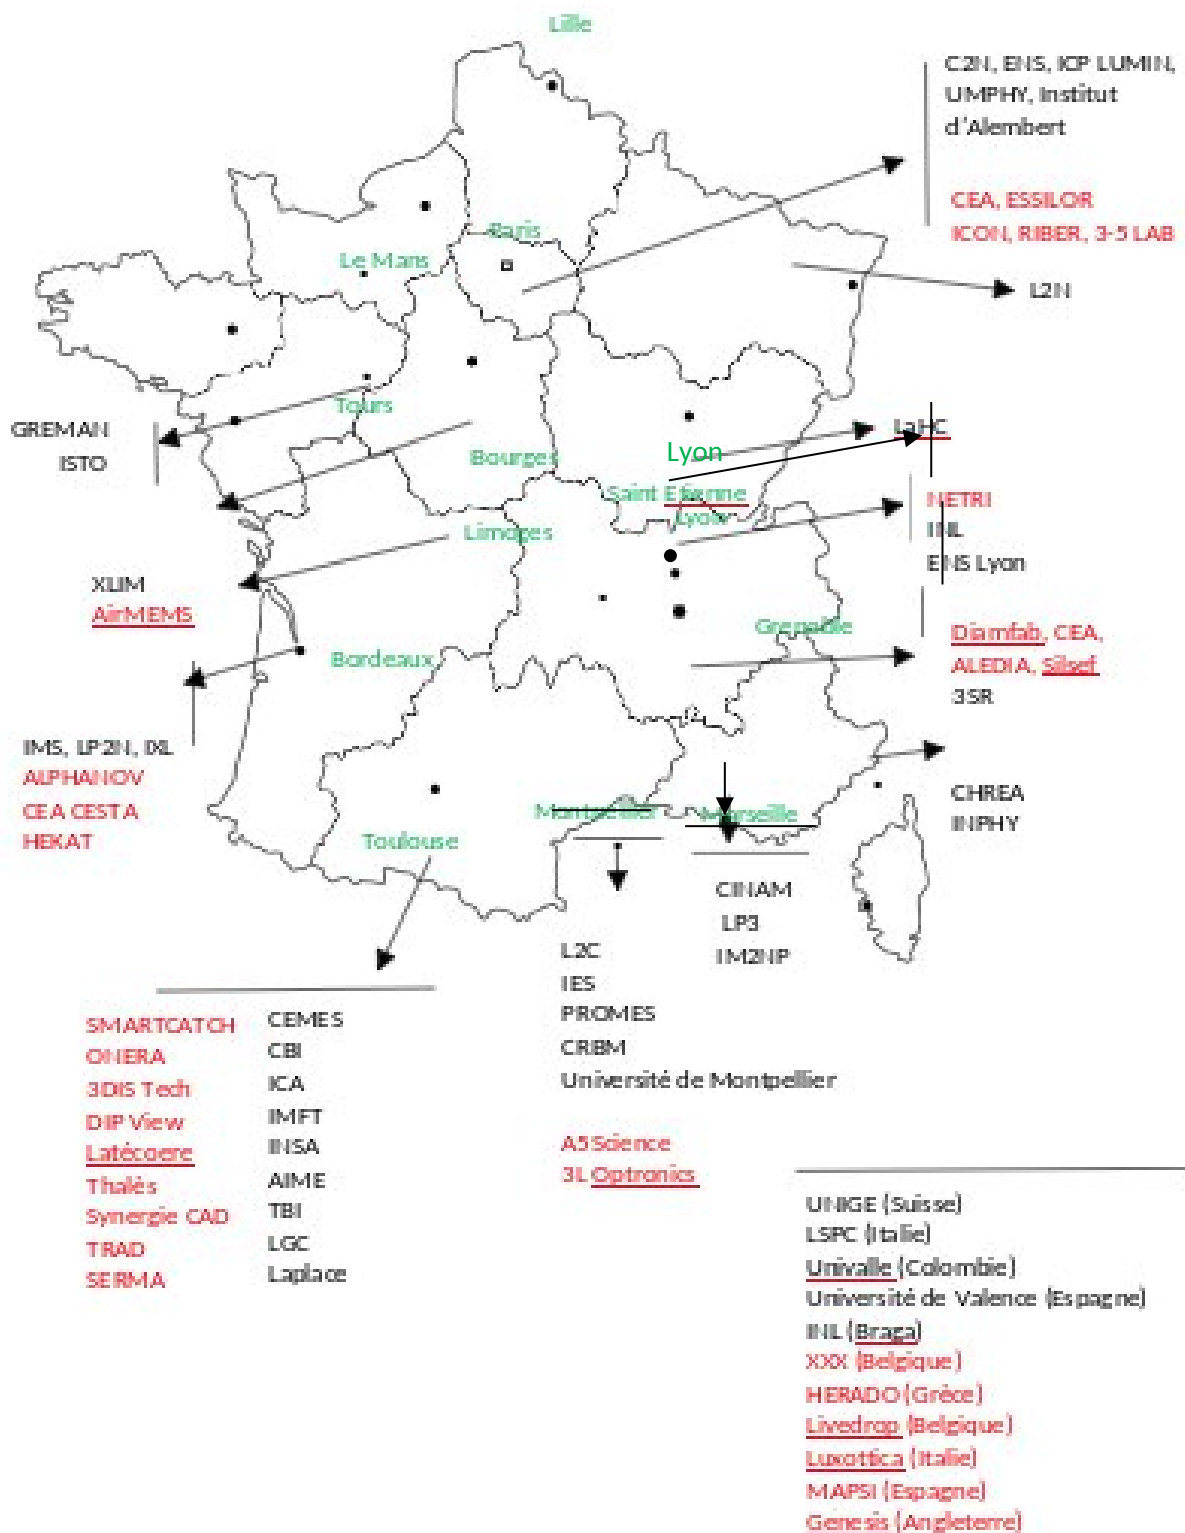 Lille
C2N, ENS, ICP LUMIN,
UMPHY, Institut
d'Alembert
CEA, ESSILOR
ICON, RIBER, 3-5 LAB
Paris
Le Mans
L2N
Tours
GREMAN
ISTO
LaHC
Lyon
Bourges
Saint Etienne
Lyon
NETRI
INL
ENS Lyon
Limoges
XLIM
AirMEMS
Grenoble
Diamfab, CEA,
ALEDIA, Silsef
3SR
Bordeaux
IMS, LP2N, IXL
ALPHANOV
CEA CESTA
HEKAT
CHREA
INPHY
Montpellier
Marseille
Toulouse
CINAM
LP3
IM2NP
L2C
IES
PROMES
CRBM
Université de Montpellier
A5Science
3L Optronics
SMARTCATCH
ONERA
3DIS Tech
DIP View
Latécoere
Thalès
Synergie CAD
TRAD
SERMA
CEMES
CBI
ICA
IMFT
INSA
AIME
TBI
LGC
Laplace
UNIGE (Suisse)
LSPC (Italie)
Univalle (Colombie)
Université de Valence (Espagne)
INL (Braga)
XXX (Belgique)
HERADO (Grèce)
Livedrop (Belgique)
Luxottica (Italie)
MAPSI (Espagne)
Genesis (Angleterre)